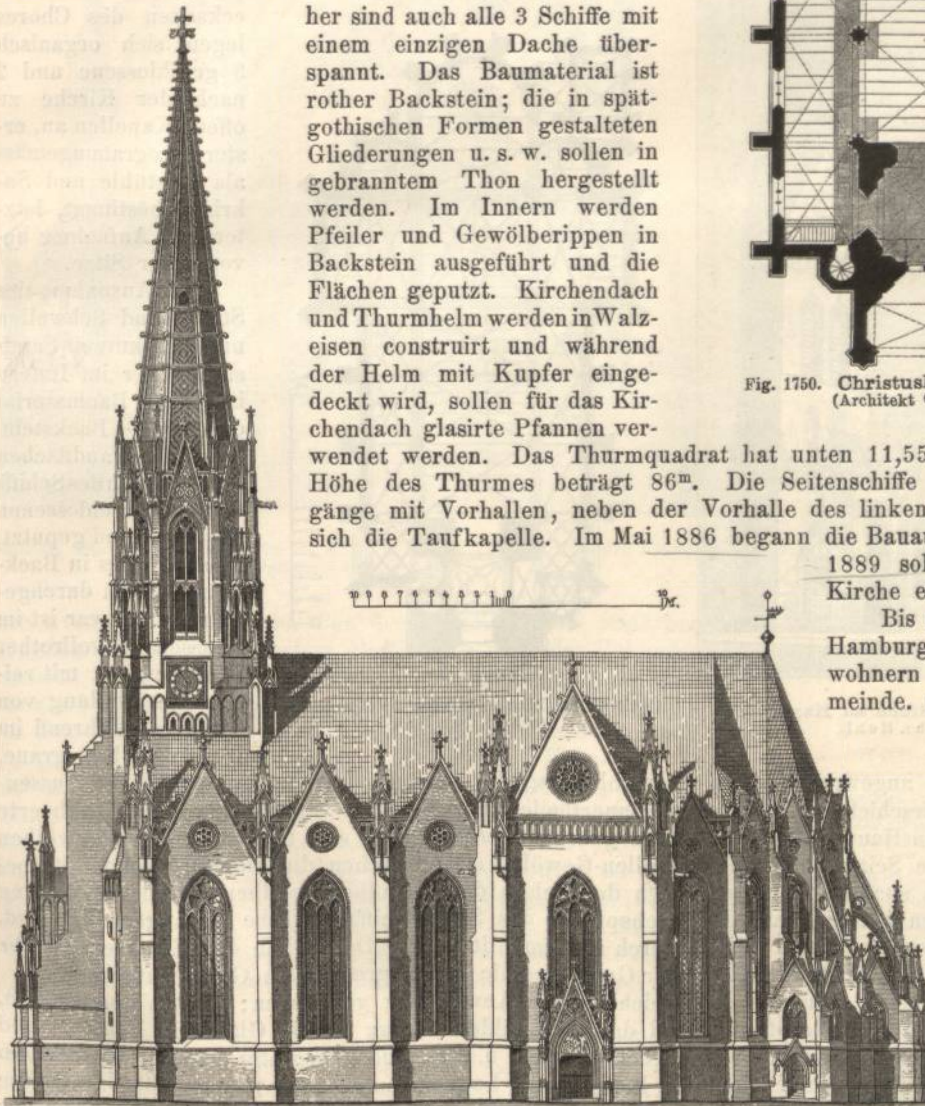 her sind auch alle 3 Schiffe mit
einem einzigen Dache über-
spannt. Das Baumaterial ist
rother Backstein; die in spät-
gothischen Formen gestalteten
Gliederungen u. s. w. sollen in
gebranntem Thon hergestellt
werden. Im Innern werden
Pfeiler und Gewölberippen in
Backstein ausgeführt und die
Flächen geputzt. Kirchendach
und Thurmhelm werden in Walz-
eisen construirt und während
der Helm mit Kupfer einge-
deckt wird, sollen für das Kir-
chendach glasirte Pfannen ver-
wendet werden. Das Thurmquadrat hat unten 11,55
Höhe des Thurmes beträgt 86m. Die Seitenschiffe
gänge mit Vorhallen, neben der Vorhalle des linken
sich die Taufkapelle. Im Mai 1886 begann die Bauau
1889 sol
Kirche e
Bis
Hamburg
wohnern
meinde.
Fig. 1750. Christusk
(Architekt